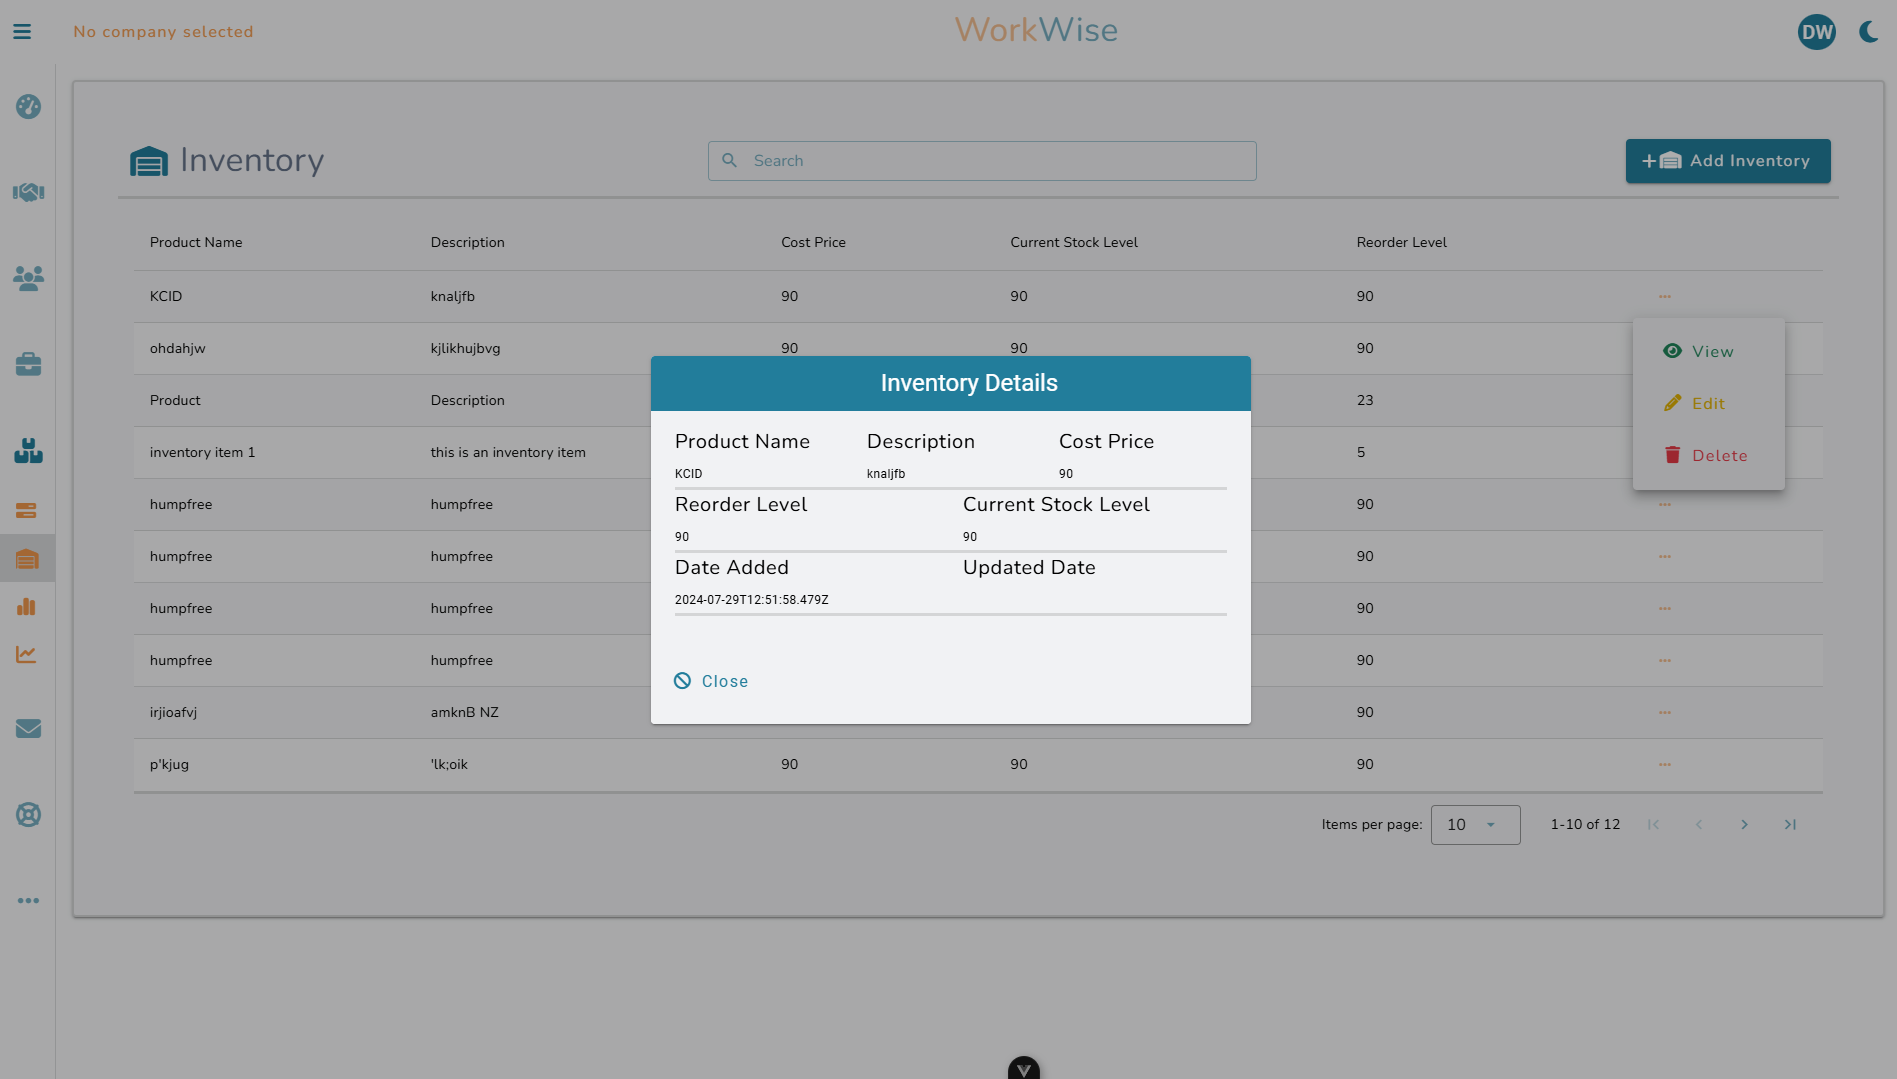 No company selected
WorkWise
DW
Inventory
Search
Add Inventory
Product Name Description Cost Price Current Stock Level Reorder Level
KCID knaljfb 90 90 90
ohdahjw kjlikhujbvg 90 90 90
Product Description 23
inventory item 1 this is an inventory item 5
humpfree humpfree 90
humpfree humpfree 90
humpfree humpfree 90
humpfree humpfree 90
irjioafvj amknB NZ 90
p'kjug 'lk;oik 90 90 90
View
Edit
Delete
Inventory Details
Product Name Description Cost Price
KCID knaljfb 90
Reorder Level Current Stock Level
90 90
Date Added Updated Date
2024-07-29T12:51:58.479Z
Close
Items per page: 10 1-10 of 12